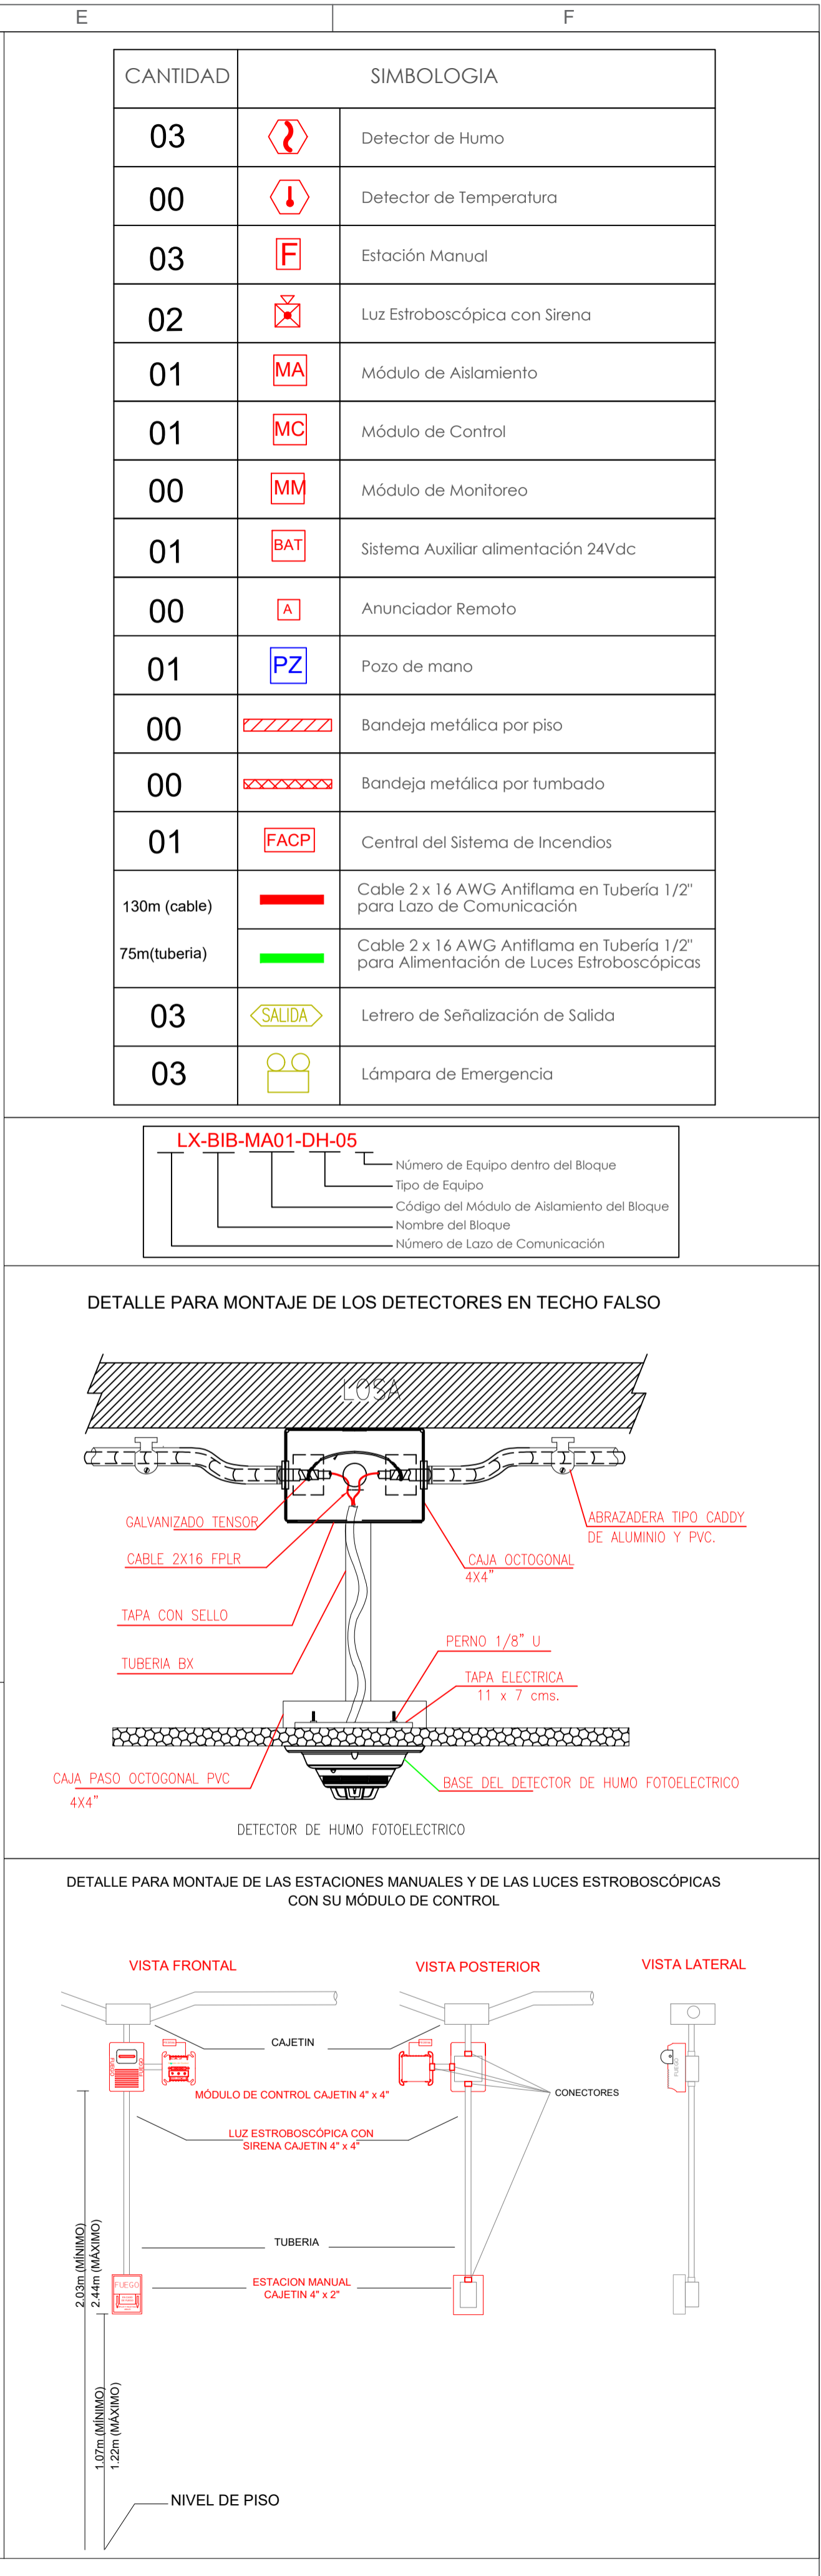 E
F
CANTIDAD
SIMBOLOGIA
03
Detector de Humo
00
Detector de Temperatura
03
F
Estación Manual
02
Luz Estroboscópica con Sirena
01
MA
Módulo de Aislamiento
01
MC
Módulo de Control
00
MM
Módulo de Monitoreo
01
BAT
Sistema Auxiliar alimentación 24Vdc
00
A
Anunciador Remoto
01
PZ
Pozo de mano
00
Bandeja metálica por piso
00
Bandeja metálica por tumbado
01
FACP
Central del Sistema de Incendios
130m (cable)
Cable 2 x 16 AWG Antiflama en Tubería 1/2"
para Lazo de Comunicación
75m(tuberia)
Cable 2 x 16 AWG Antiflama en Tubería 1/2"
para Alimentación de Luces Estroboscópicas
03
SALIDA
Letrero de Señalización de Salida
03
Lámpara de Emergencia
LX-BIB-MA01-DH-05
Número de Equipo dentro del Bloque
Tipo de Equipo
Código del Módulo de Aislamiento del Bloque
Nombre del Bloque
Número de Lazo de Comunicación
DETALLE PARA MONTAJE DE LOS DETECTORES EN TECHO FALSO
LOSA
GALVANIZADO TENSOR
ABRAZADERA TIPO CADDY
DE ALUMINIO Y PVC.
CABLE 2X16 FPLR
CAJA OCTOGONAL
4X4"
TAPA CON SELLO
PERNO 1/8" U
TUBERIA BX
TAPA ELECTRICA
11 x 7 cms.
CAJA PASO OCTOGONAL PVC
4X4"
BASE DEL DETECTOR DE HUMO FOTOELECTRICO
DETECTOR DE HUMO FOTOELECTRICO
DETALLE PARA MONTAJE DE LAS ESTACIONES MANUALES Y DE LAS LUCES ESTROBOSCÓPICAS
CON SU MÓDULO DE CONTROL
VISTA FRONTAL
VISTA POSTERIOR
VISTA LATERAL
CAJETIN
FUEGO
FUEGO
FUEGO
MÓDULO DE CONTROL CAJETIN 4" x 4"
CONECTORES
LUZ ESTROBOSCÓPICA CON
SIRENA CAJETIN 4" x 4"
TUBERIA
2.03m (MÍNIMO)
2.44m (MÁXIMO)
FUEGO
ESTACION MANUAL
CAJETIN 4" x 2"
1.07m (MÍNIMO)
1.22m (MÁXIMO)
NIVEL DE PISO